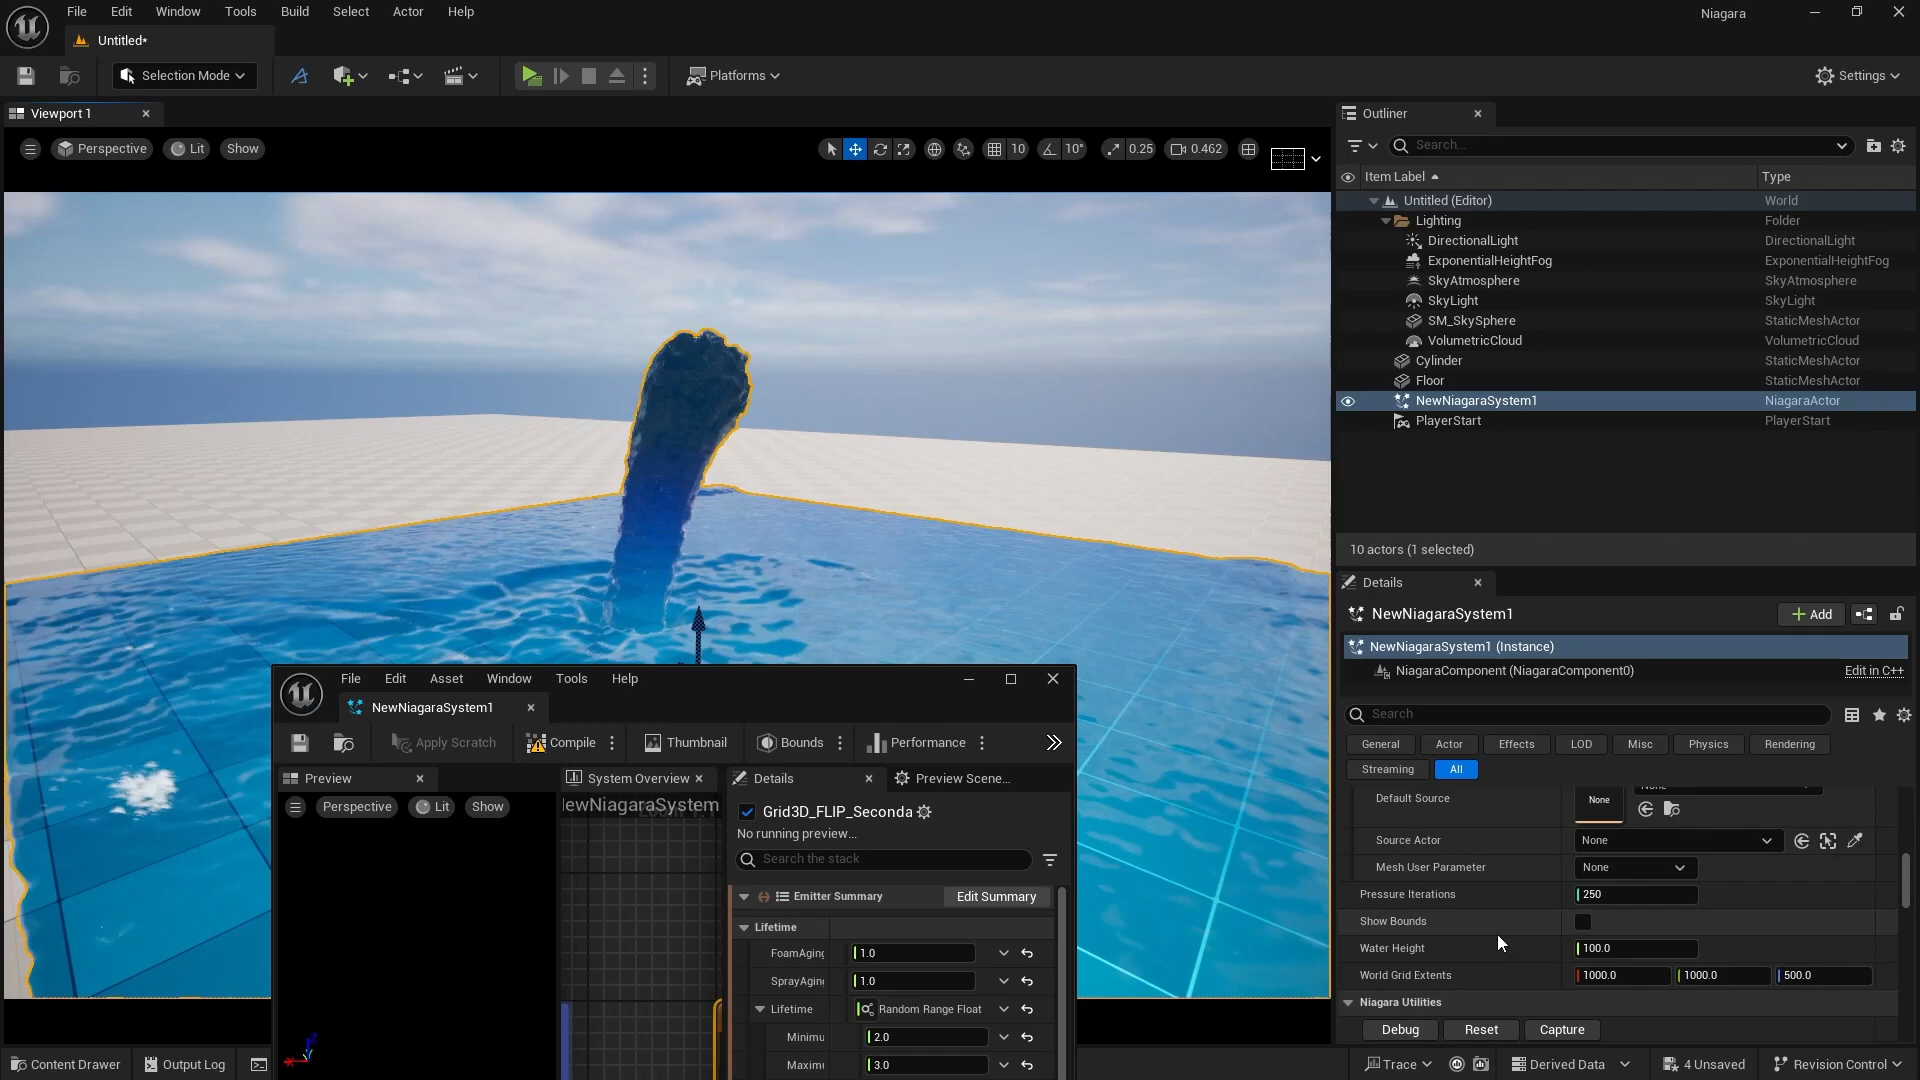 File Edit Window Tools Build Select Actor Help
Niagara
Untitled*
Selection Mode
Platforms
Settings
Viewport 1
Outliner
Perspective Lit Show
10 10° 0.25 0.462
Search...
Item Label Type
Untitled (Editor) World
Lighting Folder
DirectionalLight DirectionalLight
ExponentialHeightFog ExponentialHeightFog
SkyAtmosphere SkyAtmosphere
SkyLight SkyLight
SM_SkySphere StaticMeshActor
VolumetricCloud VolumetricCloud
Cylinder StaticMeshActor
Floor StaticMeshActor
NewNiagaraSystem1 NiagaraActor
PlayerStart PlayerStart
10 actors (1 selected)
Details
NewNiagaraSystem1
Add
NewNiagaraSystem1 (Instance)
NiagaraComponent (NiagaraComponent0) Edit in C++
Search
General Actor Effects LOD Misc Physics Rendering
Streaming All
Default Source None
Source Actor None
Mesh User Parameter None
Pressure Iterations 250
Show Bounds
Water Height 100.0
World Grid Extents 1000.0 1000.0 500.0
Niagara Utilities
Debug Reset Capture
File Edit Asset Window Tools Help
NewNiagaraSystem1
Apply Scratch Compile Thumbnail Bounds Performance
Preview System Overview Details Preview Scene...
Perspective Lit Show
ewNiagaraSystem
Grid3D_FLIP_Seconda
No running preview...
Search the stack
Emitter Summary Edit Summary
Lifetime
FoamAging 1.0
SprayAging 1.0
Lifetime Random Range Float
Minimu 2.0
Maximu 3.0
Content Drawer Output Log
Trace Derived Data 4 Unsaved Revision Control